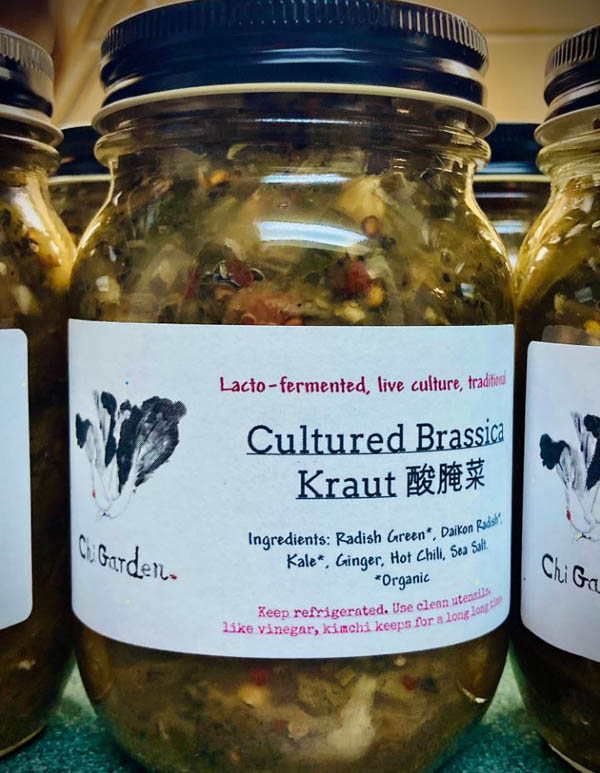 Lacto-fermented, live culture, traditional
Cultured Brassica
Kraut 酸腌菜
Ingredients: Radish Green*, Daikon Radish*,
Kale*, Ginger, Hot Chili, Sea Salt.
*Organic
Keep refrigerated. Use clean utensils.
like vinegar, kimchi keeps for a long long time
Chi Garden
Chi Ga